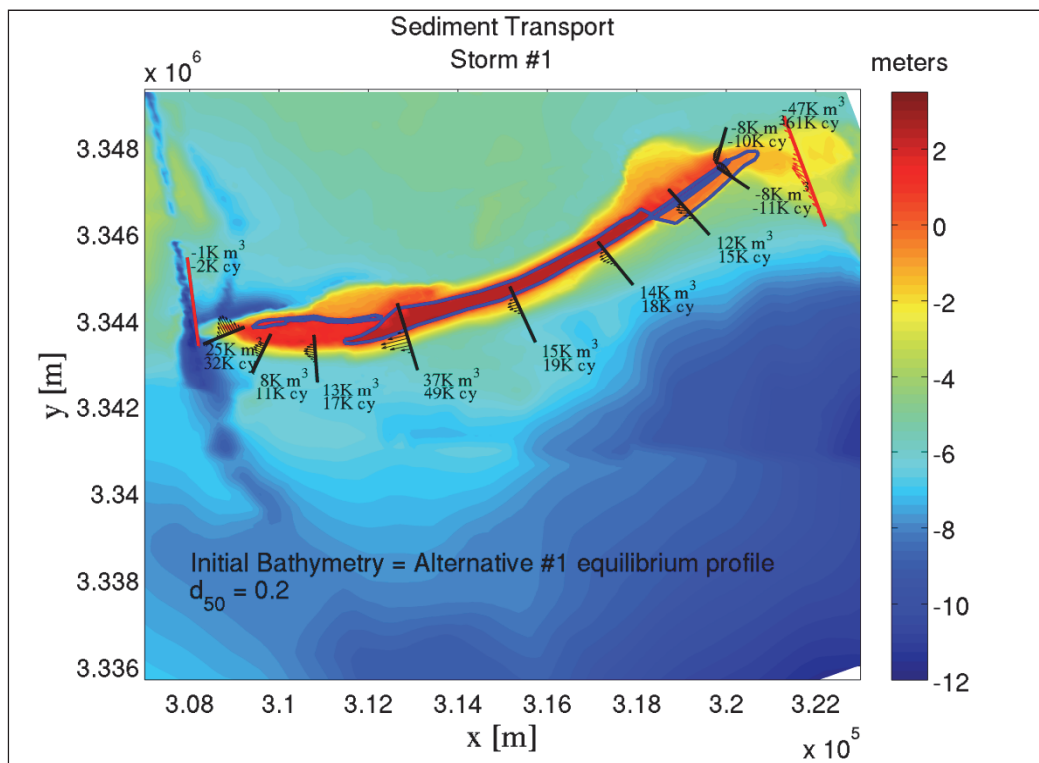 Sediment Transport
Storm #1
x 10^6
meters
3.348
3.346
3.344
3.342
3.34
3.338
3.336
y [m]
-47K m^3
-61K cy
-8K m^3
-10K cy
-8K m^3
-11K cy
12K m^3
15K cy
14K m^3
18K cy
15K m^3
19K cy
37K m^3
49K cy
13K m^3
17K cy
8K m^3
11K cy
25K m^3
32K cy
-1K m^3
-2K cy
Initial Bathymetry = Alternative #1 equilibrium profile
d_50 = 0.2
3.08
3.1
3.12
3.14
3.16
3.18
3.2
3.22
x [m]
x 10^5
2
0
-2
-4
-6
-8
-10
-12